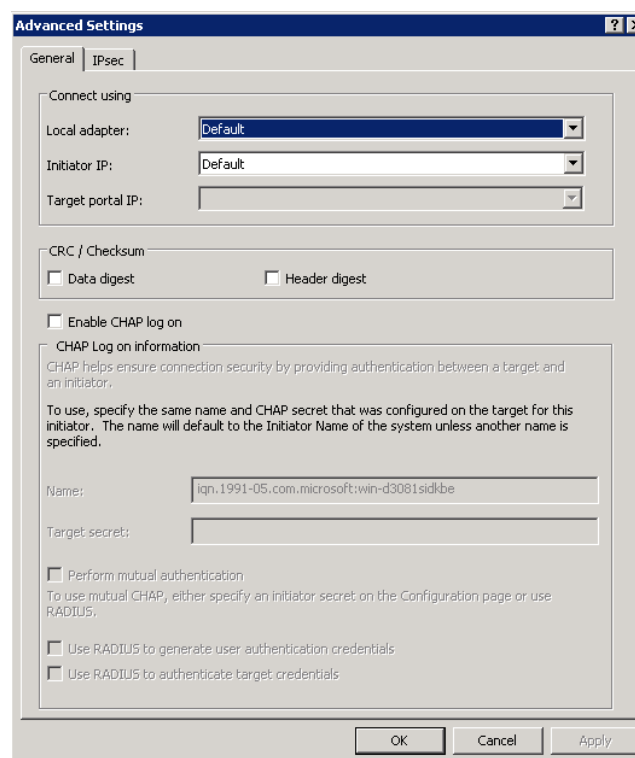 Advanced Settings
General IPsec
Connect using
Local adapter: Default
Initiator IP: Default
Target portal IP:
CRC / Checksum
Data digest Header digest
Enable CHAP log on
CHAP Log on information
CHAP helps ensure connection security by providing authentication between a target and
an initiator.
To use, specify the same name and CHAP secret that was configured on the target for this
initiator. The name will default to the Initiator Name of the system unless another name is
specified.
Name: iqn.1991-05.com.microsoft:win-d3081sidkbe
Target secret:
Perform mutual authentication
To use mutual CHAP, either specify an initiator secret on the Configuration page or use
RADIUS.
Use RADIUS to generate user authentication credentials
Use RADIUS to authenticate target credentials
OK Cancel Apply